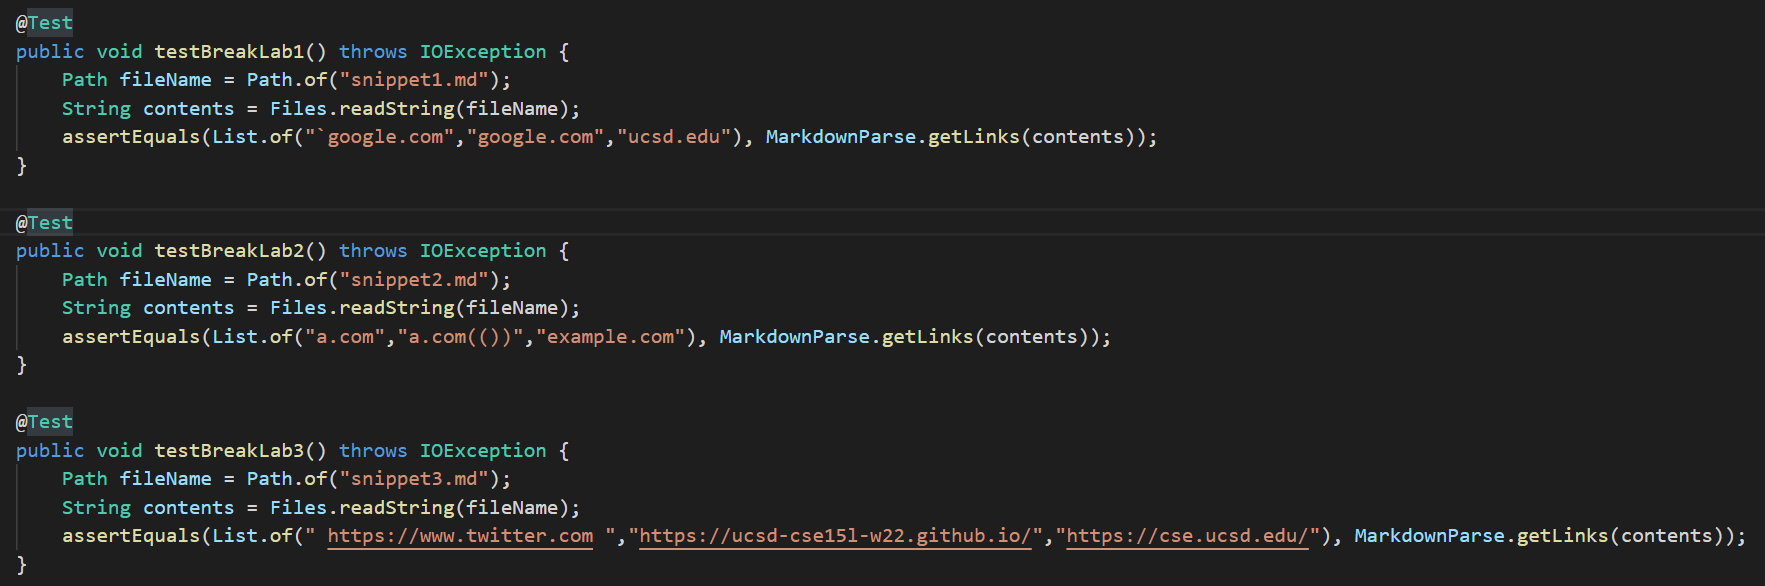 @Test
public void testBreakLab1() throws IOException {
    Path fileName = Path.of("snippet1.md");
    String contents = Files.readString(fileName);
    assertEquals(List.of("`google.com","google.com","ucsd.edu"), MarkdownParse.getLinks(contents));
}

@Test
public void testBreakLab2() throws IOException {
    Path fileName = Path.of("snippet2.md");
    String contents = Files.readString(fileName);
    assertEquals(List.of("a.com","a.com(())","example.com"), MarkdownParse.getLinks(contents));
}

@Test
public void testBreakLab3() throws IOException {
    Path fileName = Path.of("snippet3.md");
    String contents = Files.readString(fileName);
    assertEquals(List.of(" https://www.twitter.com ","https://ucsd-cse15l-w22.github.io/","https://cse.ucsd.edu/"), MarkdownParse.getLinks(contents));
}